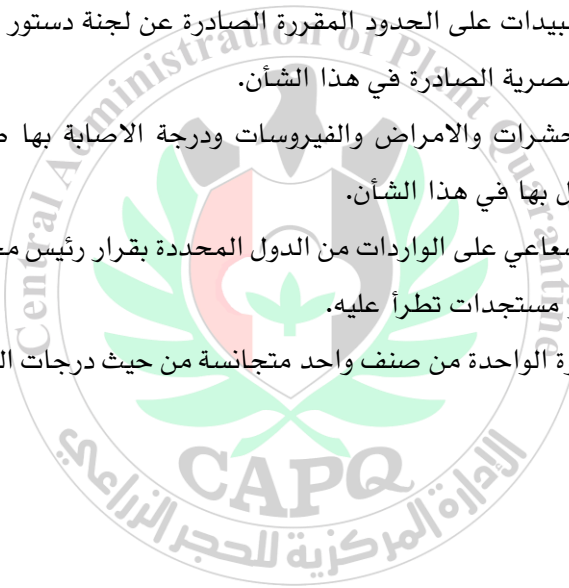 بيدات على الحدود المقررة الصادرة عن لجنة دستور
صرية الصادرة في هذا الشأن.
حشرات والامراض والفيروسات ودرجة الاصابة بها
ل بها في هذا الشأن.
عاعي على الواردات من الدول المحددة بقرار رئيس
مستجدات تطرأ عليه.
رة الواحدة من صنف واحد متجانسة من حيث درجات
Central Administration of Plant Quarantine
CAPQ
الإدارة المركزية للحجر الزراعي